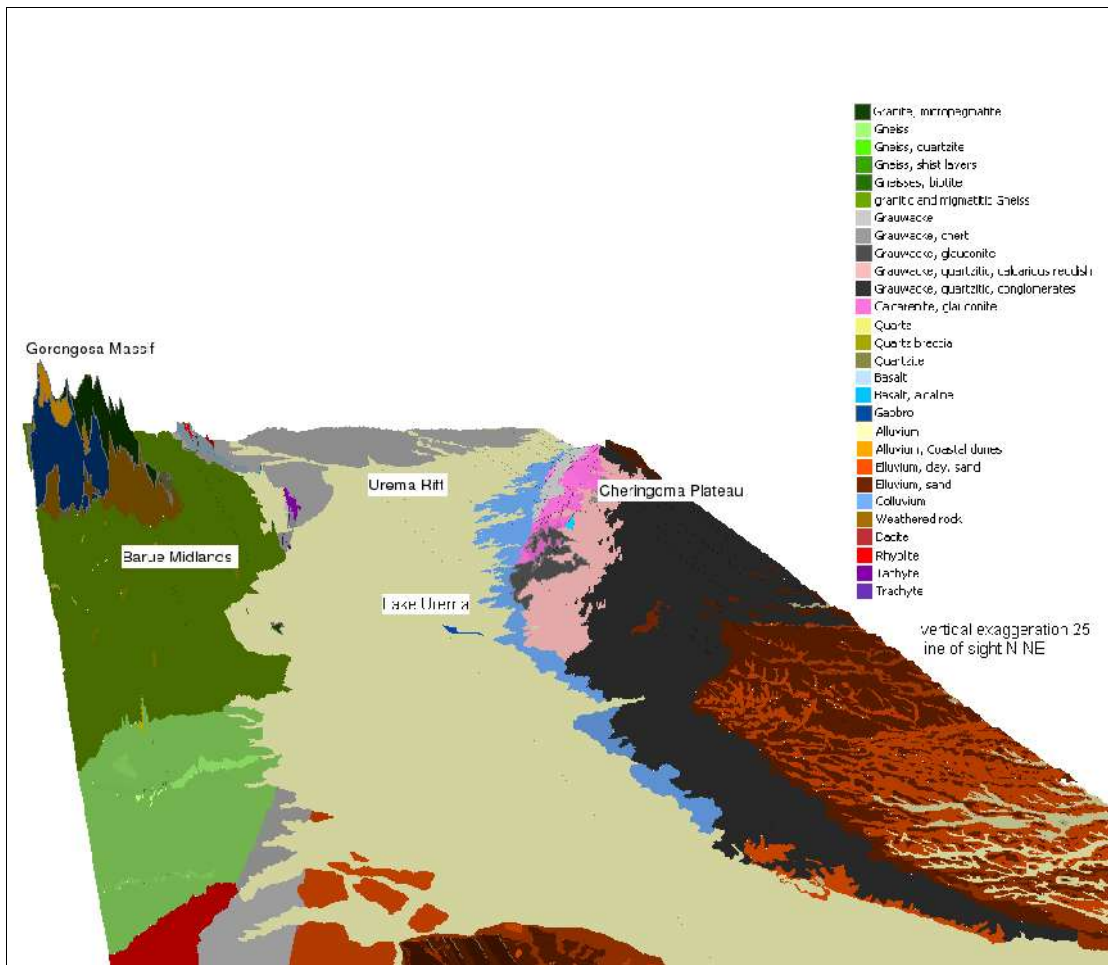 Granite, micropegmatite
Gneiss
Gneiss, quartzite
Gneiss, shist layers
Gneisses, biotite
granitic and migmatitic Gneiss
Grauwacke
Grauwacke, chert
Grauwacke, glauconite
Grauwacke, quartzitic, calcarious reddish
Grauwacke, quartzitic, conglomerates
Calcarenite, glauconite
Quartz
Quartz breccia
Quartzite
Basalt
Basalt, alcaline
Gabbro
Alluvium
Alluvium, Coastal dunes
Elluvium, clay, sand
Elluvium, sand
Colluvium
Weathered rock
Dacite
Rhyolite
Tachyte
Trachyte
Gorongosa Massif
Urema Rift
Cheringoma Plateau
Barue Midlands
Lake Urema
vertical exaggeration 25
line of sight N NE